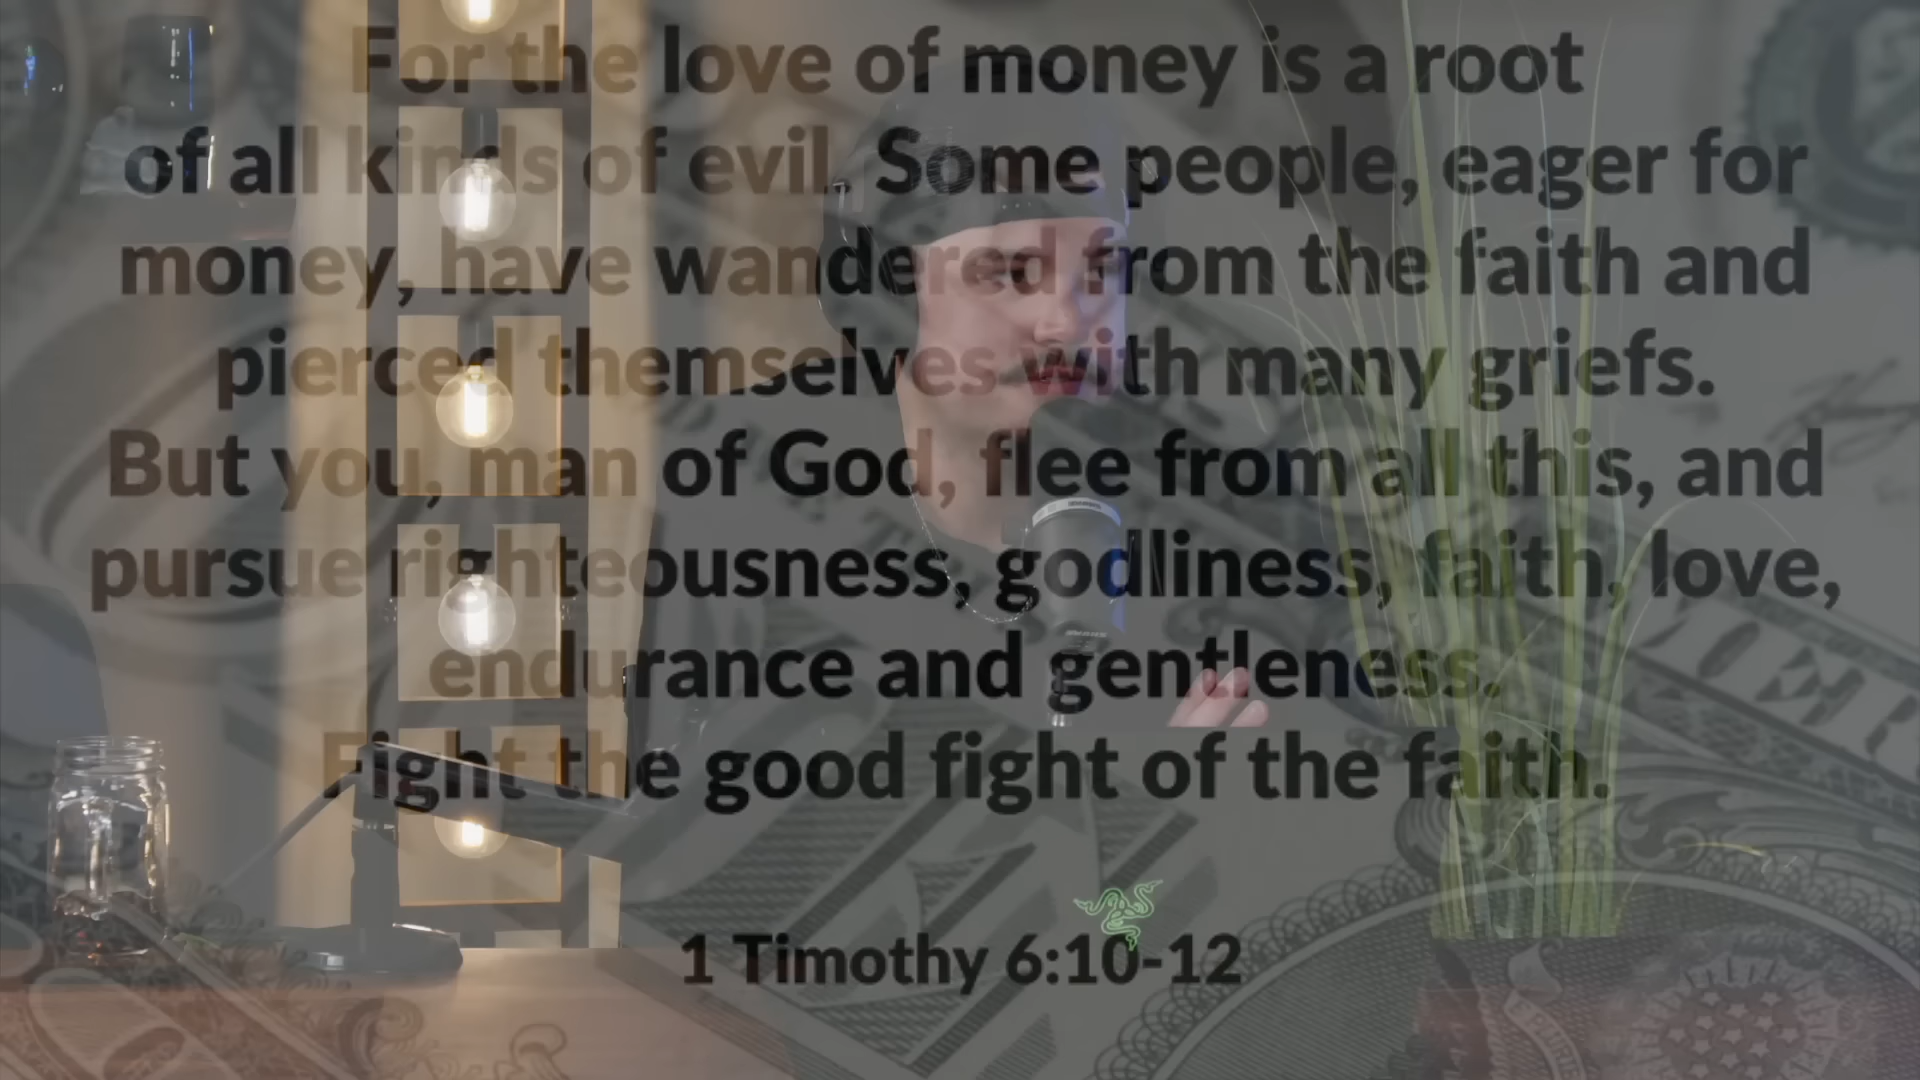 For the love of money is a root
of all kinds of evil. Some people, eager for
money, have wandered from the faith and
pierced themselves with many griefs.
But you, man of God, flee from all this, and
pursue righteousness, godliness, faith, love,
endurance and gentleness.
Fight the good fight of the faith.
1 Timothy 6:10-12